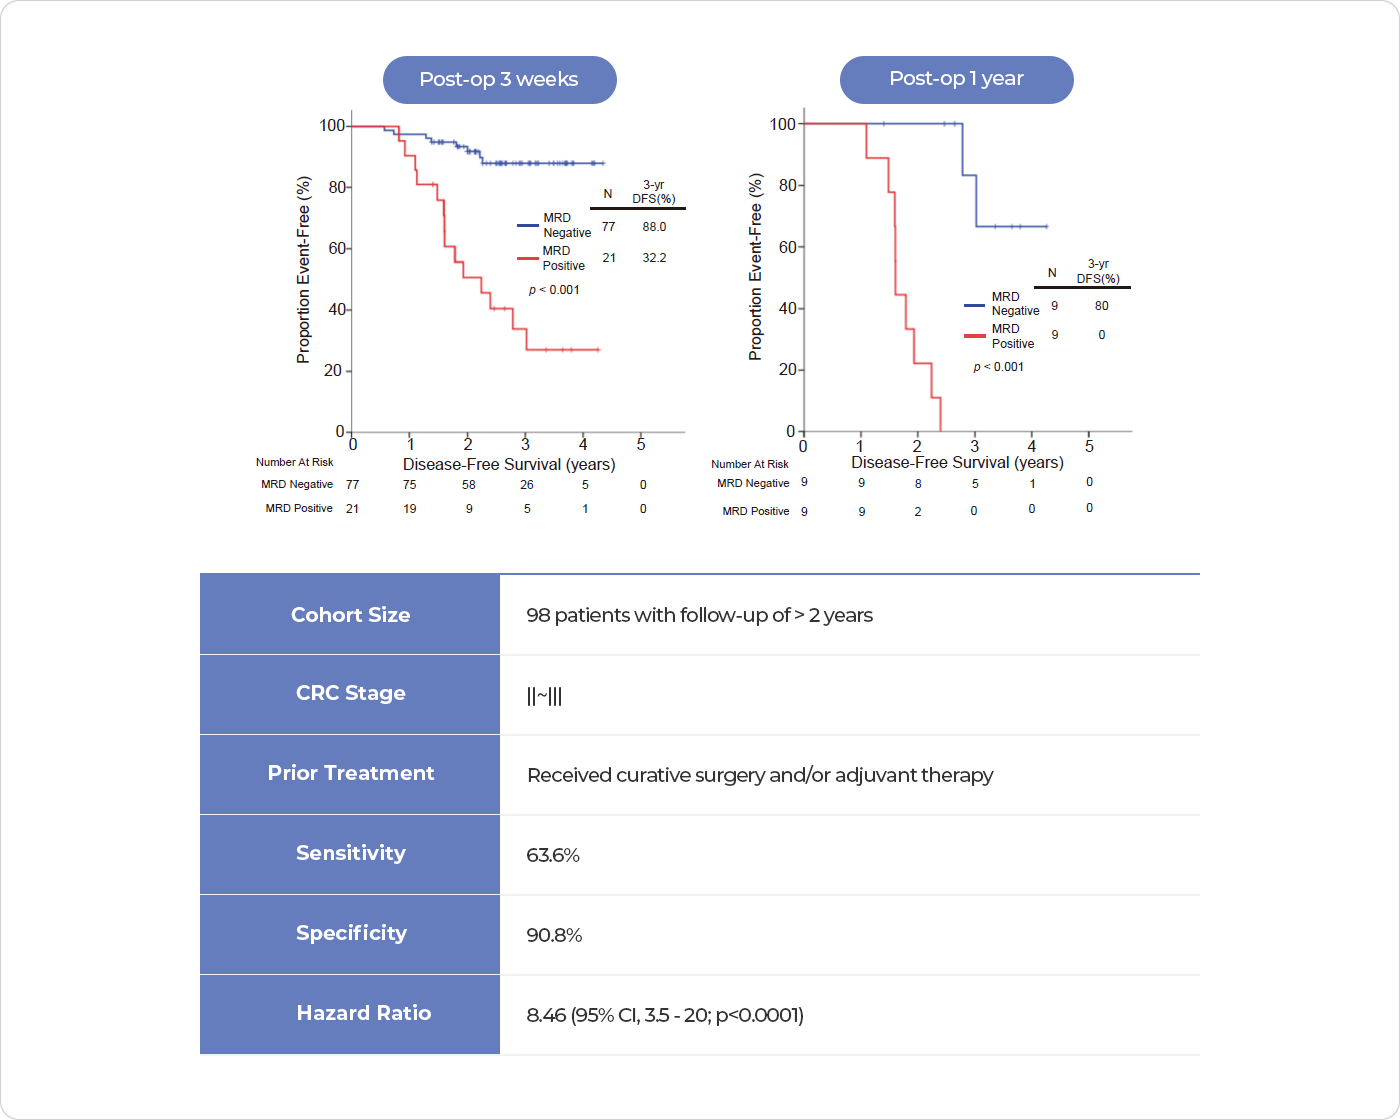 Post-op 3 weeks
100
80
60
40
20
0
Proportion Event-Free (%)
N 3-yr DFS(%)
MRD Negative 77 88.0
MRD Positive 21 32.2
p < 0.001
0 1 2 3 4 5
Disease-Free Survival (years)
Number At Risk
MRD Negative 77 75 58 26 5 0
MRD Positive 21 19 9 5 1 0
Post-op 1 year
100
80
60
40
20
0
Proportion Event-Free (%)
N 3-yr DFS(%)
MRD Negative 9 80
MRD Positive 9 0
p < 0.001
0 1 2 3 4 5
Disease-Free Survival (years)
Number At Risk
MRD Negative 9 9 8 5 1 0
MRD Positive 9 9 2 0 0 0
Cohort Size 98 patients with follow-up of > 2 years
CRC Stage ||~|||
Prior Treatment Received curative surgery and/or adjuvant therapy
Sensitivity 63.6%
Specificity 90.8%
Hazard Ratio 8.46 (95% CI, 3.5 - 20; p<0.0001)